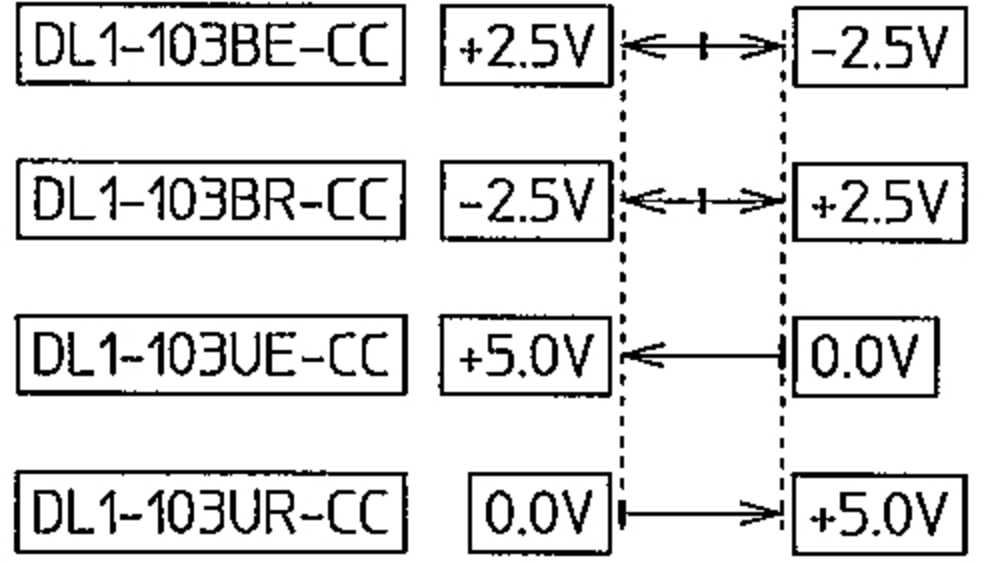 DL1-103BE-CC +2.5V -2.5V
DL1-103BR-CC -2.5V +2.5V
DL1-103UE-CC +5.0V 0.0V
DL1-103UR-CC 0.0V +5.0V